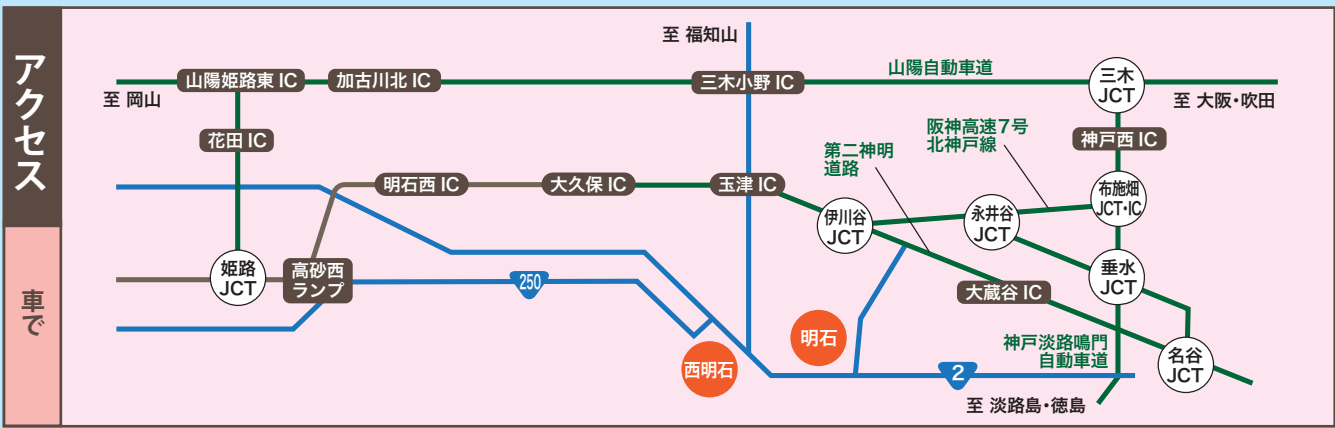 アクセス
車で
至 福知山
山陽姫路東 IC
加古川北 IC
三木小野 IC
山陽自動車道
三木
JCT
至 岡山
至 大阪・吹田
花田 IC
阪神高速7号
北神戸線
神戸西 IC
第二神明
道路
明石西 IC
大久保 IC
玉津 IC
布施畑
JCT・IC
伊川谷
JCT
永井谷
JCT
姫路
JCT
高砂西
ランプ
250
垂水
JCT
大蔵谷 IC
明石
西明石
神戸淡路鳴門
自動車道
名谷
JCT
2
至 淡路島・徳島